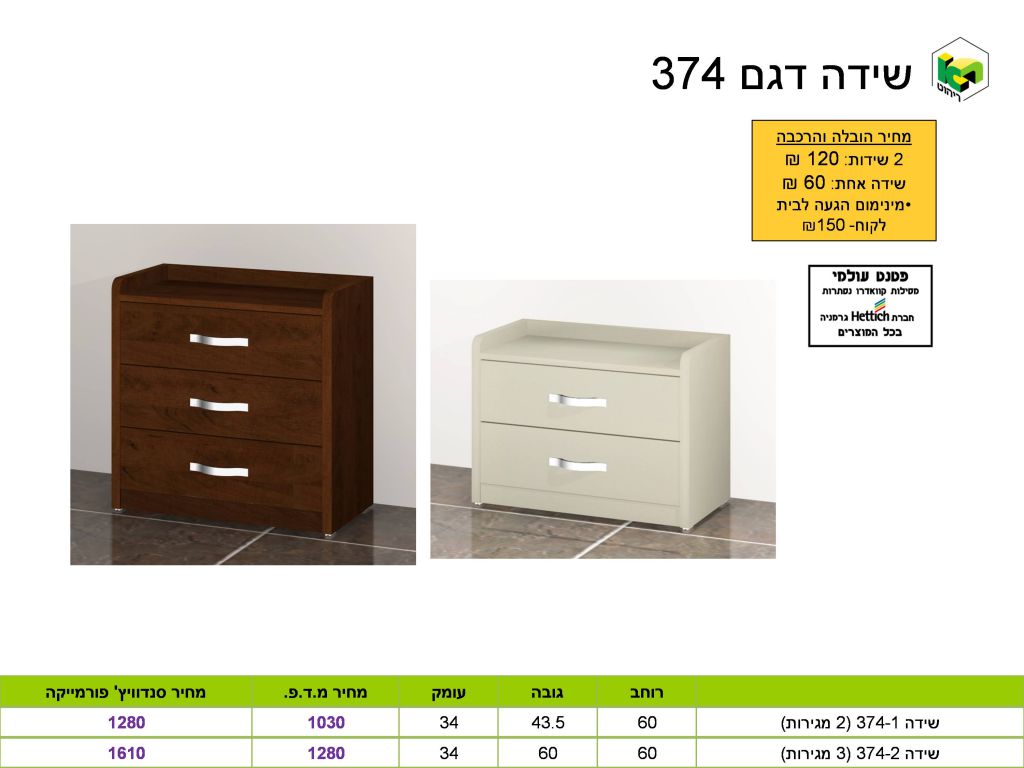 שידה דגם 374
ריהוט
מחיר הובלה והרכבה
2 שידות: 120 ₪
שידה אחת: 60 ₪
•מינימום הגעה לבית
לקוח- 150₪
פטנט עולמי
מסילות קוואדרו נסתרות
חברת Hettich גרמניה
בכל המוצרים
רוחב גובה עומק מחיר מ.ד.פ. מחיר סנדוויץ' פורמייקה
שידה 374-1 (2 מגירות) 60 43.5 34 1030 1280
שידה 374-2 (3 מגירות) 60 60 34 1280 1610